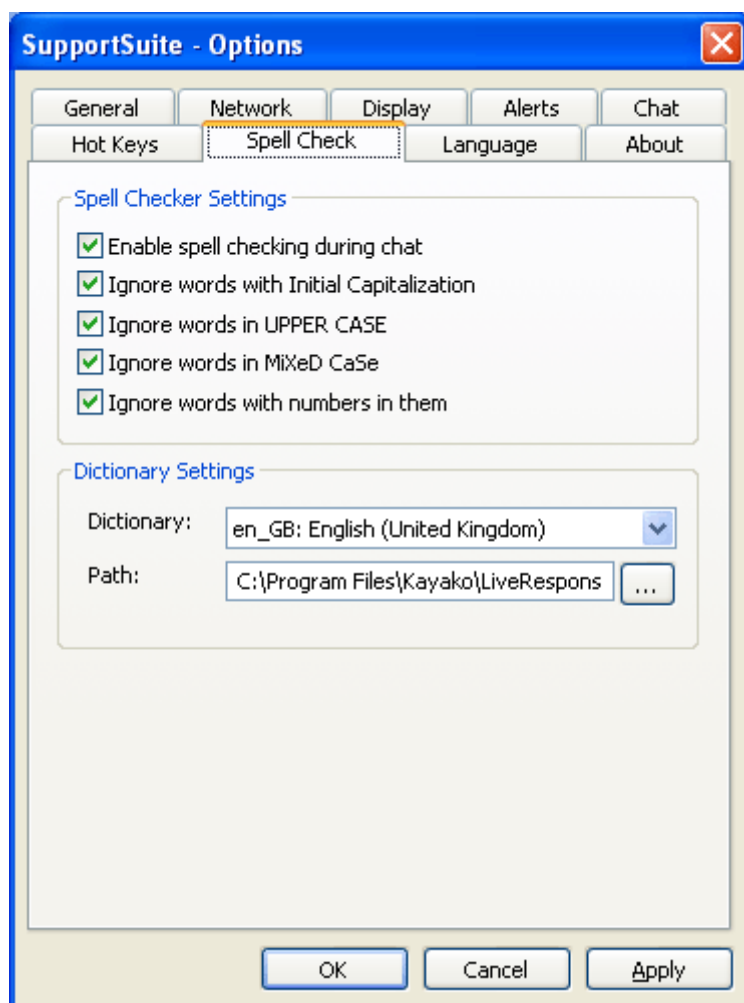 SupportSuite - Options
General Network Display Alerts Chat
Hot Keys Spell Check Language About
Spell Checker Settings
Enable spell checking during chat
Ignore words with Initial Capitalization
Ignore words in UPPER CASE
Ignore words in MiXeD CaSe
Ignore words with numbers in them
Dictionary Settings
Dictionary: en_GB: English (United Kingdom)
Path: C:\Program Files\Kayako\LiveRespons ...
OK Cancel Apply